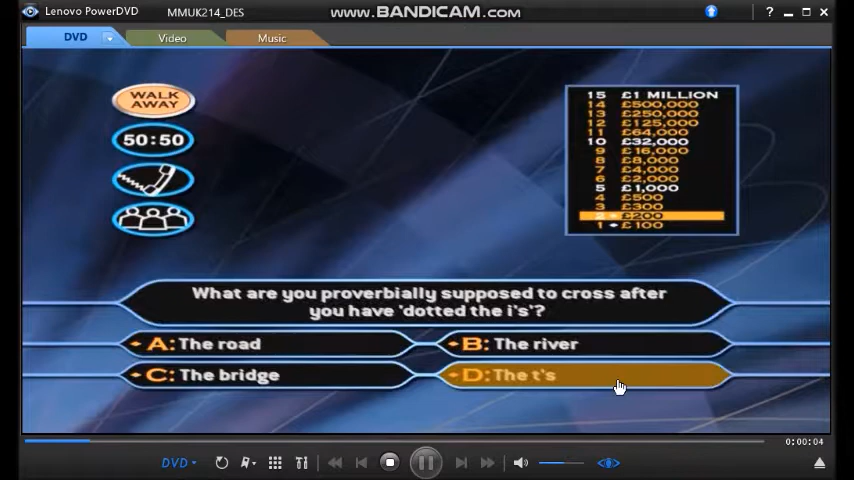 Lenovo PowerDVD
MMUK214_DES
www.BANDICAM.com
?
DVD
Video
Music
WALK
AWAY
50:50
15 £1 MILLION
14 £500,000
13 £250,000
12 £125,000
11 £64,000
10 £32,000
9 £16,000
8 £8,000
7 £4,000
6 £2,000
5 £1,000
4 £500
3 £300
2 £200
1 £100
What are you proverbially supposed to cross after
you have 'dotted the i's'?
A: The road
B: The river
C: The bridge
D: The t's
0:00:04
DVD